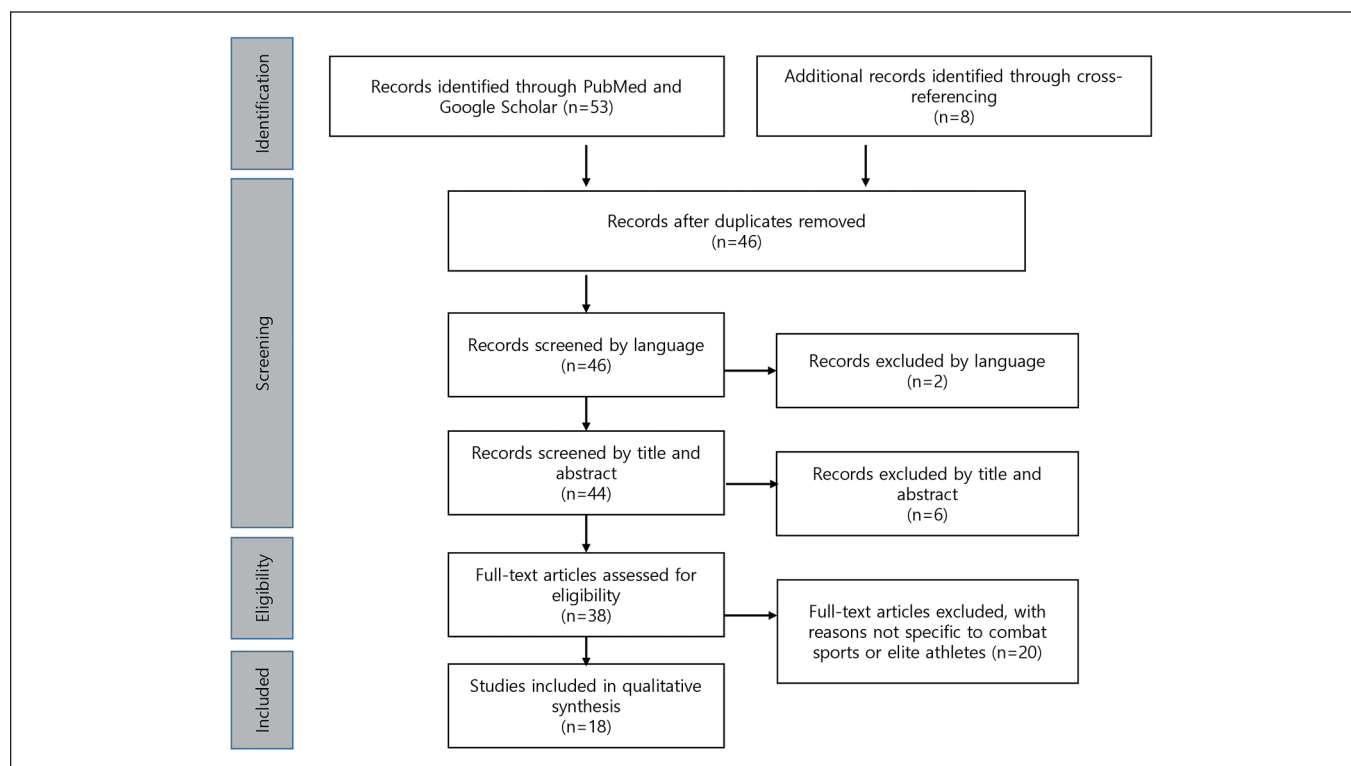 Identification
Records identified through PubMed and
Google Scholar (n=53)
Additional records identified through cross-
referencing
(n=8)
Screening
Records after duplicates removed
(n=46)
Records screened by language
(n=46)
Records excluded by language
(n=2)
Records screened by title and
abstract
(n=44)
Records excluded by title and
abstract
(n=6)
Eligibility
Full-text articles assessed for
eligibility
(n=38)
Full-text articles excluded, with
reasons not specific to combat
sports or elite athletes (n=20)
Included
Studies included in qualitative
synthesis
(n=18)